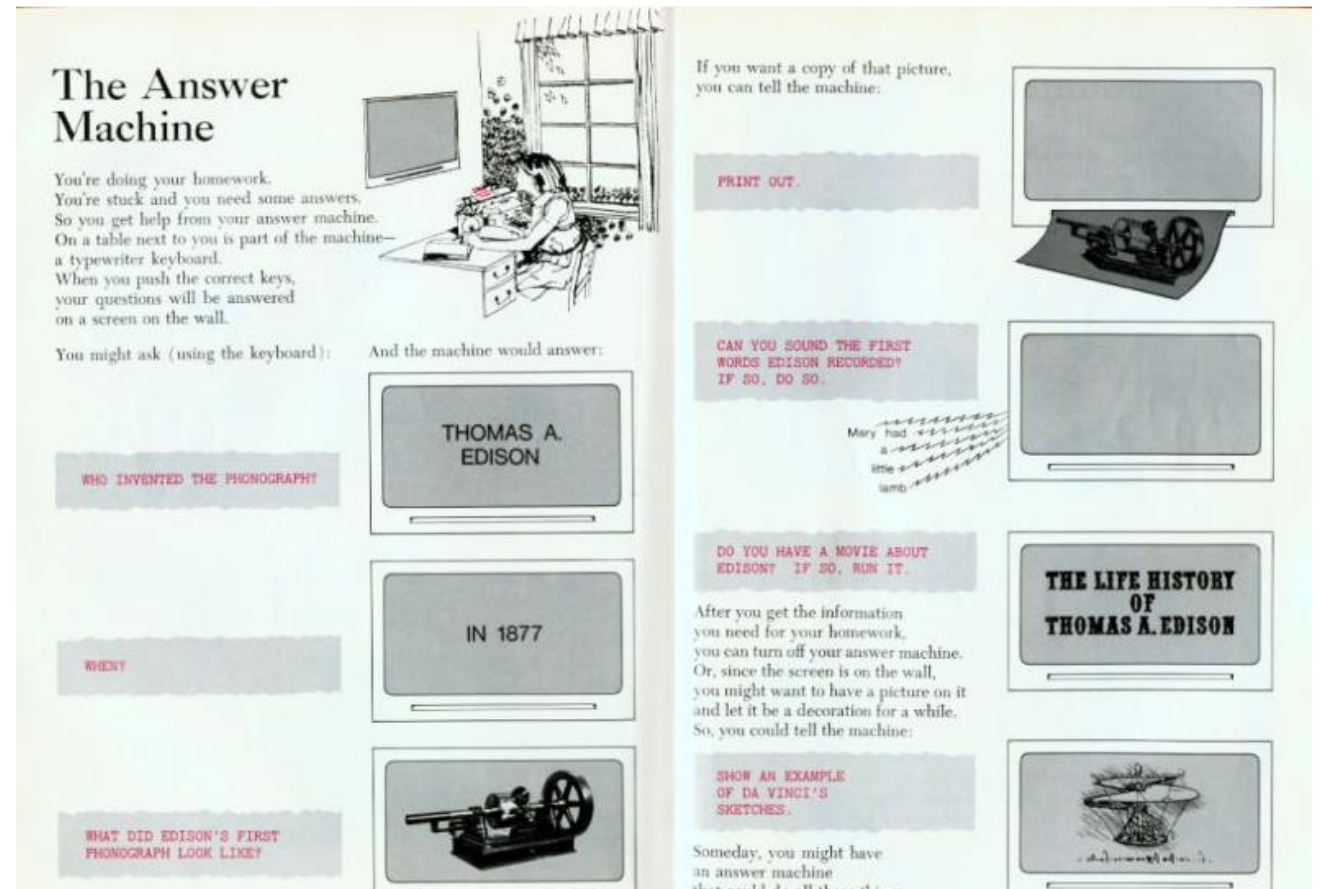 The Answer
Machine
You're doing your homework.
You're stuck and you need some answers.
So you get help from your answer machine.
On a table next to you is part of the machine—
a typewriter keyboard.
When you push the correct keys,
your questions will be answered
on a screen on the wall.
You might ask (using the keyboard):
And the machine would answer:
WHO INVENTED THE PHONOGRAPH?
THOMAS A.
EDISON
WHEN?
IN 1877
WHAT DID EDISON'S FIRST
PHONOGRAPH LOOK LIKE?
If you want a copy of that picture,
you can tell the machine:
PRINT OUT.
CAN YOU SOUND THE FIRST
WORDS EDISON RECORDED?
IF SO, DO SO.
Mary had
a
little
lamb
DO YOU HAVE A MOVIE ABOUT
EDISON? IF SO, RUN IT.
THE LIFE HISTORY
OF
THOMAS A. EDISON
After you get the information
you need for your homework,
you can turn off your answer machine.
Or, since the screen is on the wall,
you might want to have a picture on it
and let it be a decoration for a while.
So, you could tell the machine:
SHOW AN EXAMPLE
OF DA VINCI'S
SKETCHES.
Someday, you might have
an answer machine